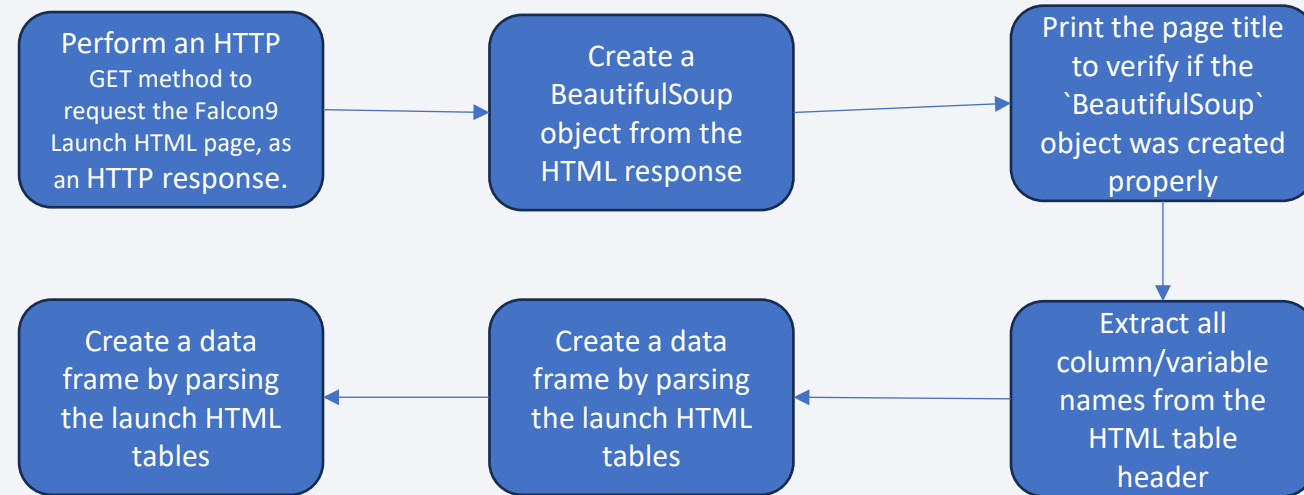 Perform an HTTP
GET method to
request the Falcon9
Launch HTML page, as
an HTTP response.
Create a
BeautifulSoup
object from the
HTML response
Print the page title
to verify if the
`BeautifulSoup`
object was created
properly
Extract all
column/variable
names from the
HTML table
header
Create a data
frame by parsing
the launch HTML
tables
Create a data
frame by parsing
the launch HTML
tables